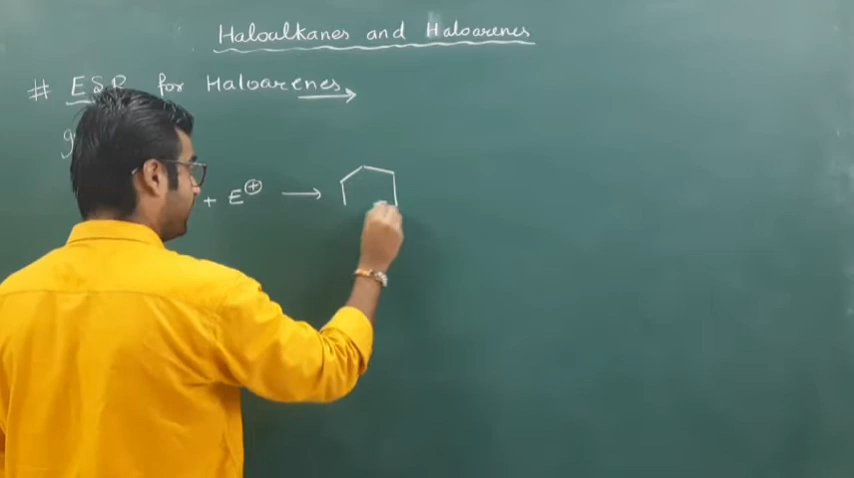 Haloalkanes and Haloarenes
# ESR for Haloarenes
+ E⊕ ⟶